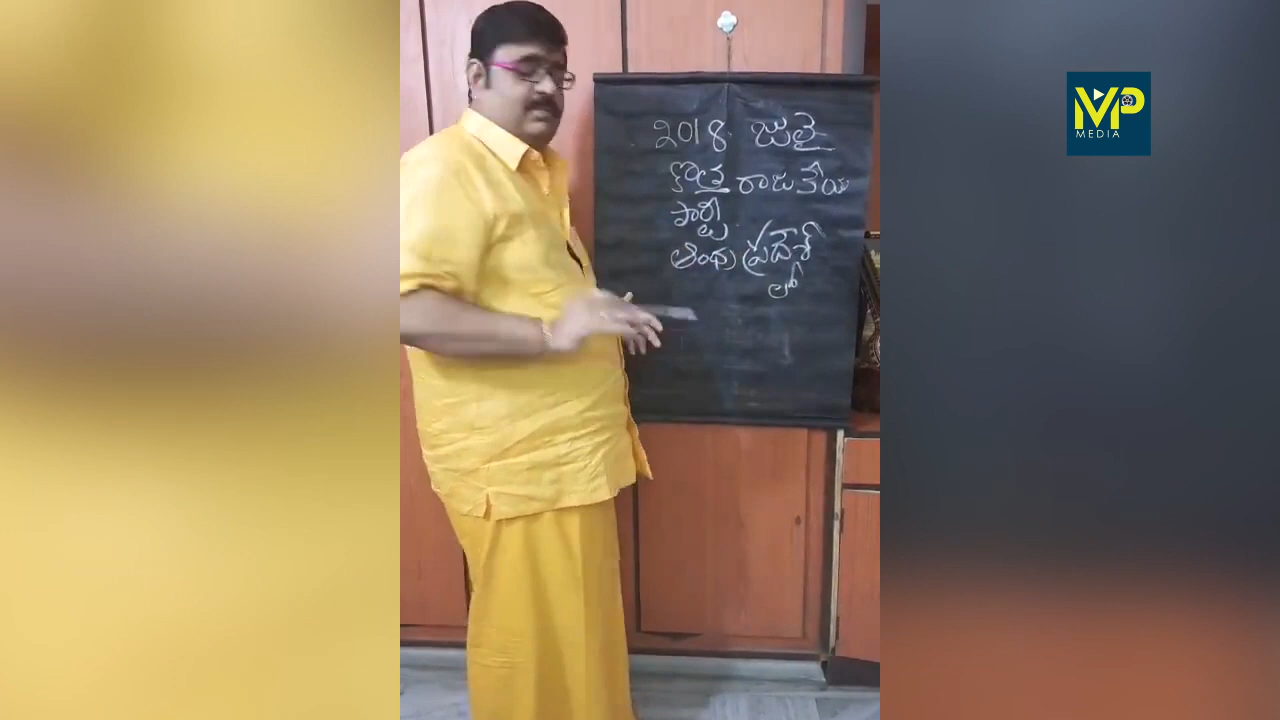 2018 జులై
కొత్త రాజకీయ
పార్టీ
ఆంధ్ర ప్రదేశ్
లో
MVP
MEDIA